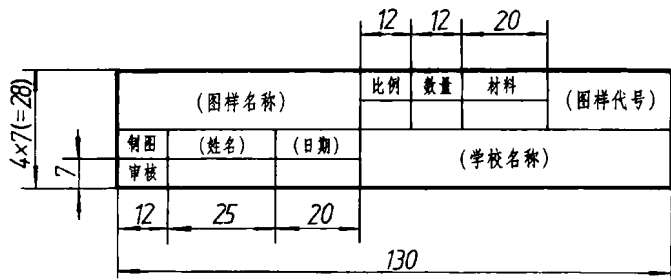 12 12 20
比例 数量 材料
(图样名称) (图样代号)
4×7(=28)
制图 (姓名) (日期) (学校名称)
7
审核
12 25 20
130